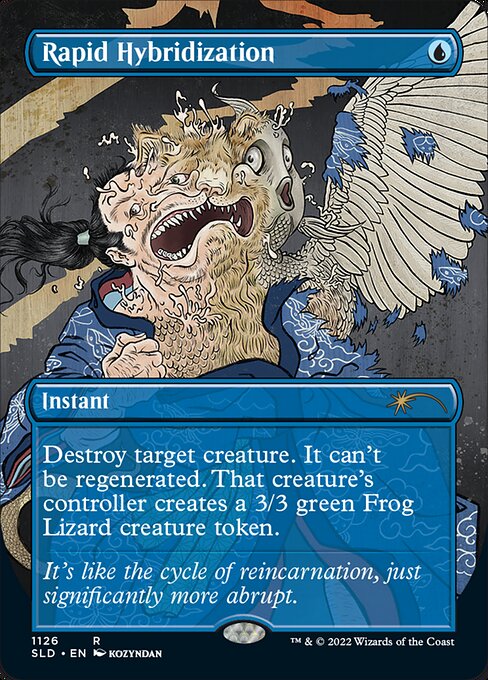 Rapid Hybridization
Instant
Destroy target creature. It can't
be regenerated. That creature's
controller creates a 3/3 green Frog
Lizard creature token.
It's like the cycle of reincarnation, just
significantly more abrupt.
1126 R
SLD • EN KOZYNDAN
™ & © 2022 Wizards of the Coast